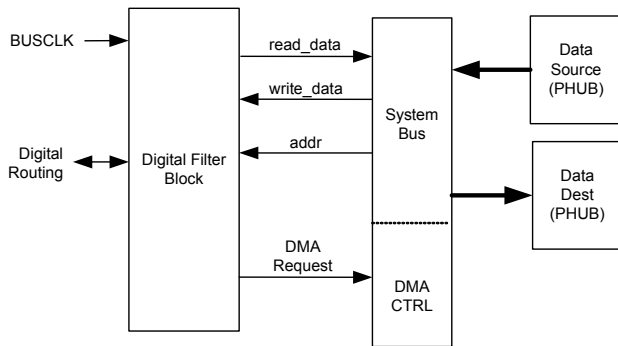 BUSCLK
Digital
Routing
Digital Filter
Block
read_data
write_data
addr
DMA
Request
System
Bus
DMA
CTRL
Data
Source
(PHUB)
Data
Dest
(PHUB)